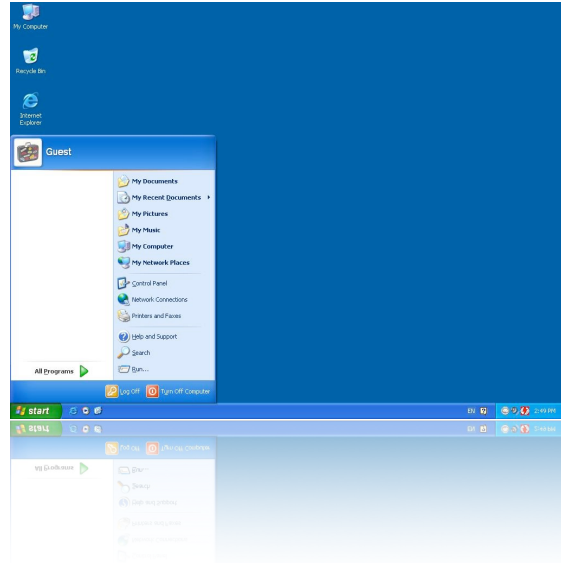 My Computer
Recycle Bin
Internet
Explorer
Guest
My Documents
My Recent Documents
My Pictures
My Music
My Computer
My Network Places
Control Panel
Network Connections
Printers and Faxes
Help and Support
Search
Run...
All Programs
Log Off
Turn Off Computer
start
EN
2:49 PM